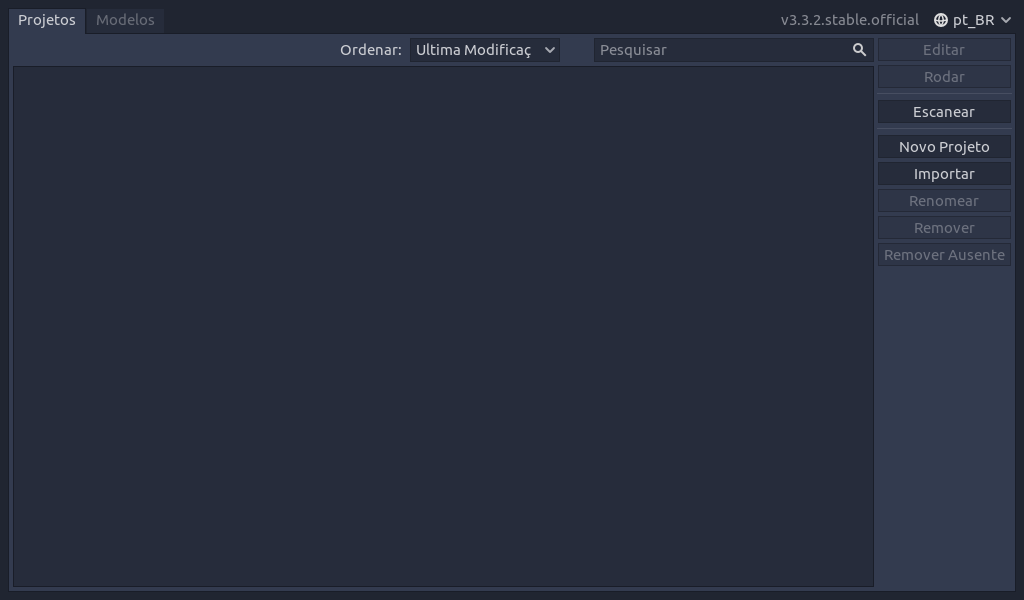 Projetos
Modelos
v3.3.2.stable.official
pt_BR
Ordenar:
Ultima Modificaç
Pesquisar
Editar
Rodar
Escanear
Novo Projeto
Importar
Renomear
Remover
Remover Ausente